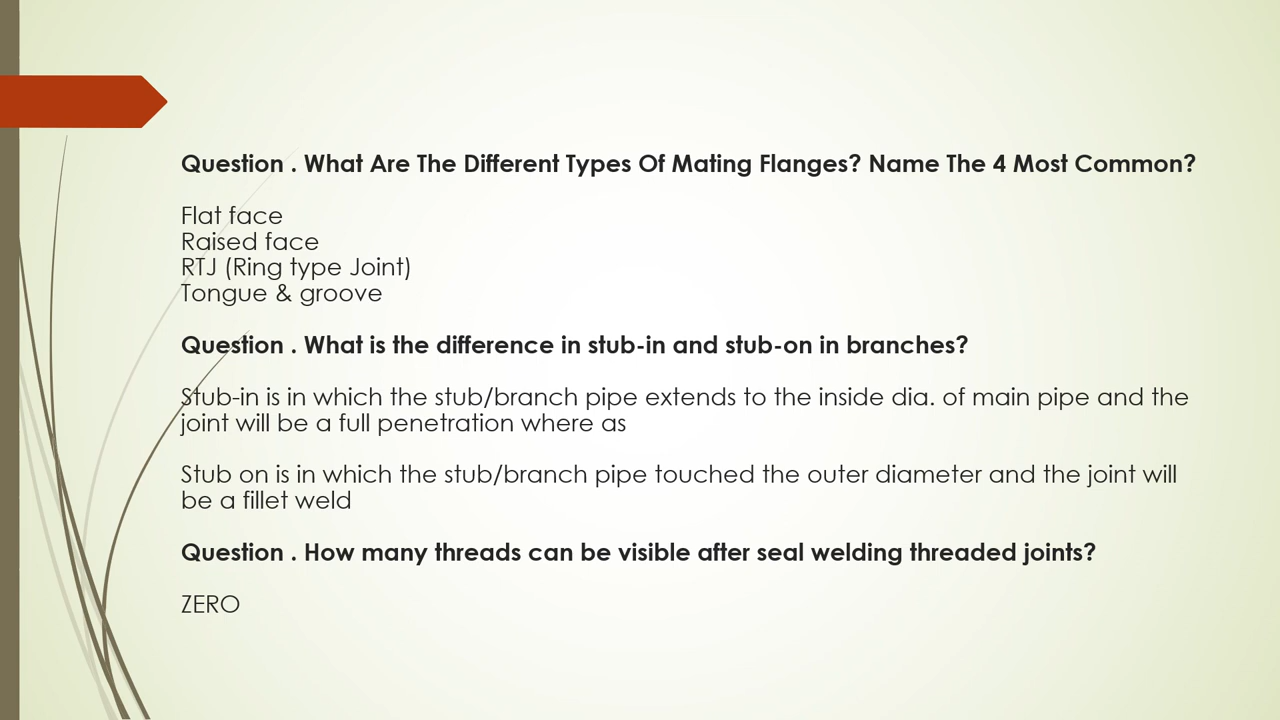 Question . What Are The Different Types Of Mating Flanges? Name The 4 Most Common?
Flat face
Raised face
RTJ (Ring type Joint)
Tongue & groove
Question . What is the difference in stub-in and stub-on in branches?
Stub-in is in which the stub/branch pipe extends to the inside dia. of main pipe and the
joint will be a full penetration where as
Stub on is in which the stub/branch pipe touched the outer diameter and the joint will
be a fillet weld
Question . How many threads can be visible after seal welding threaded joints?
ZERO